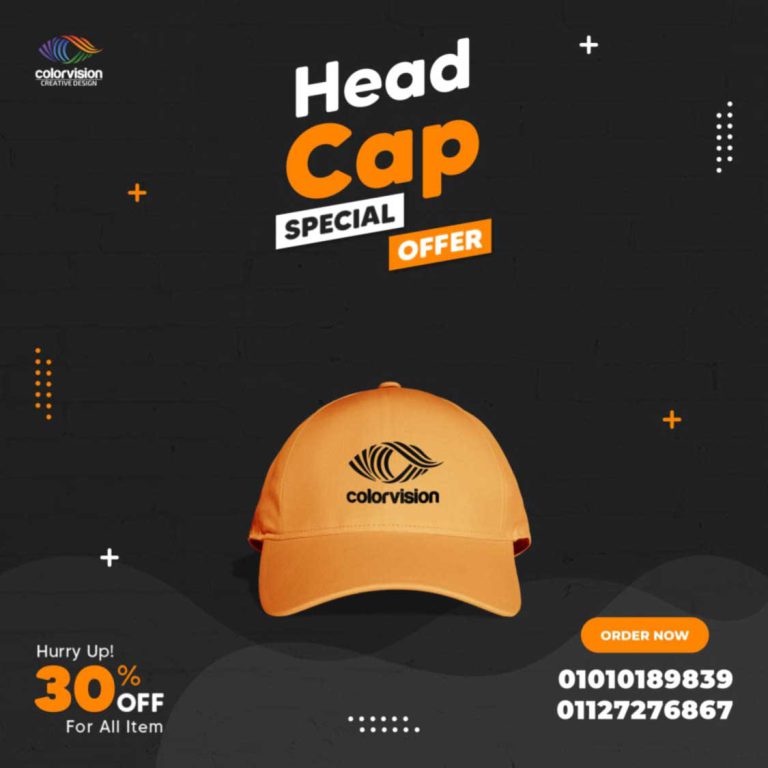 colorvision
CREATIVE DESIGN
Head
Cap
SPECIAL
OFFER
colorvision
Hurry Up!
30% OFF
For All Item
ORDER NOW
01010189839
01127276867